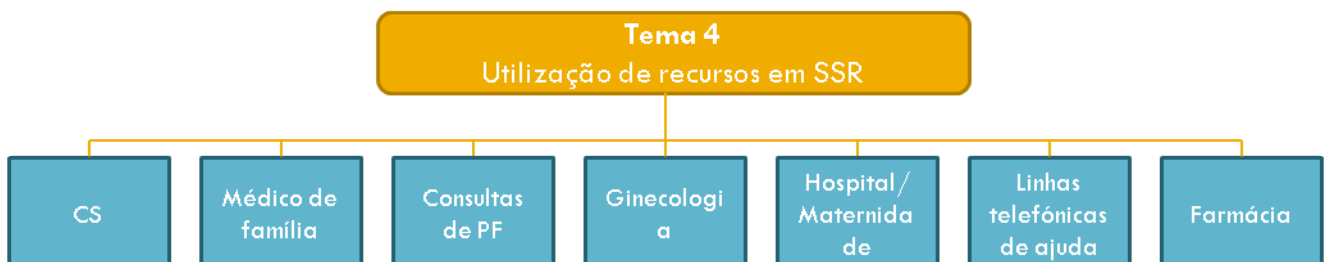 Tema 4
Utilização de recursos em SSR
CS
Médico de
família
Consultas
de PF
Ginecologi
a
Hospital/
Maternida
de
Linhas
telefónicas
de ajuda
Farmácia